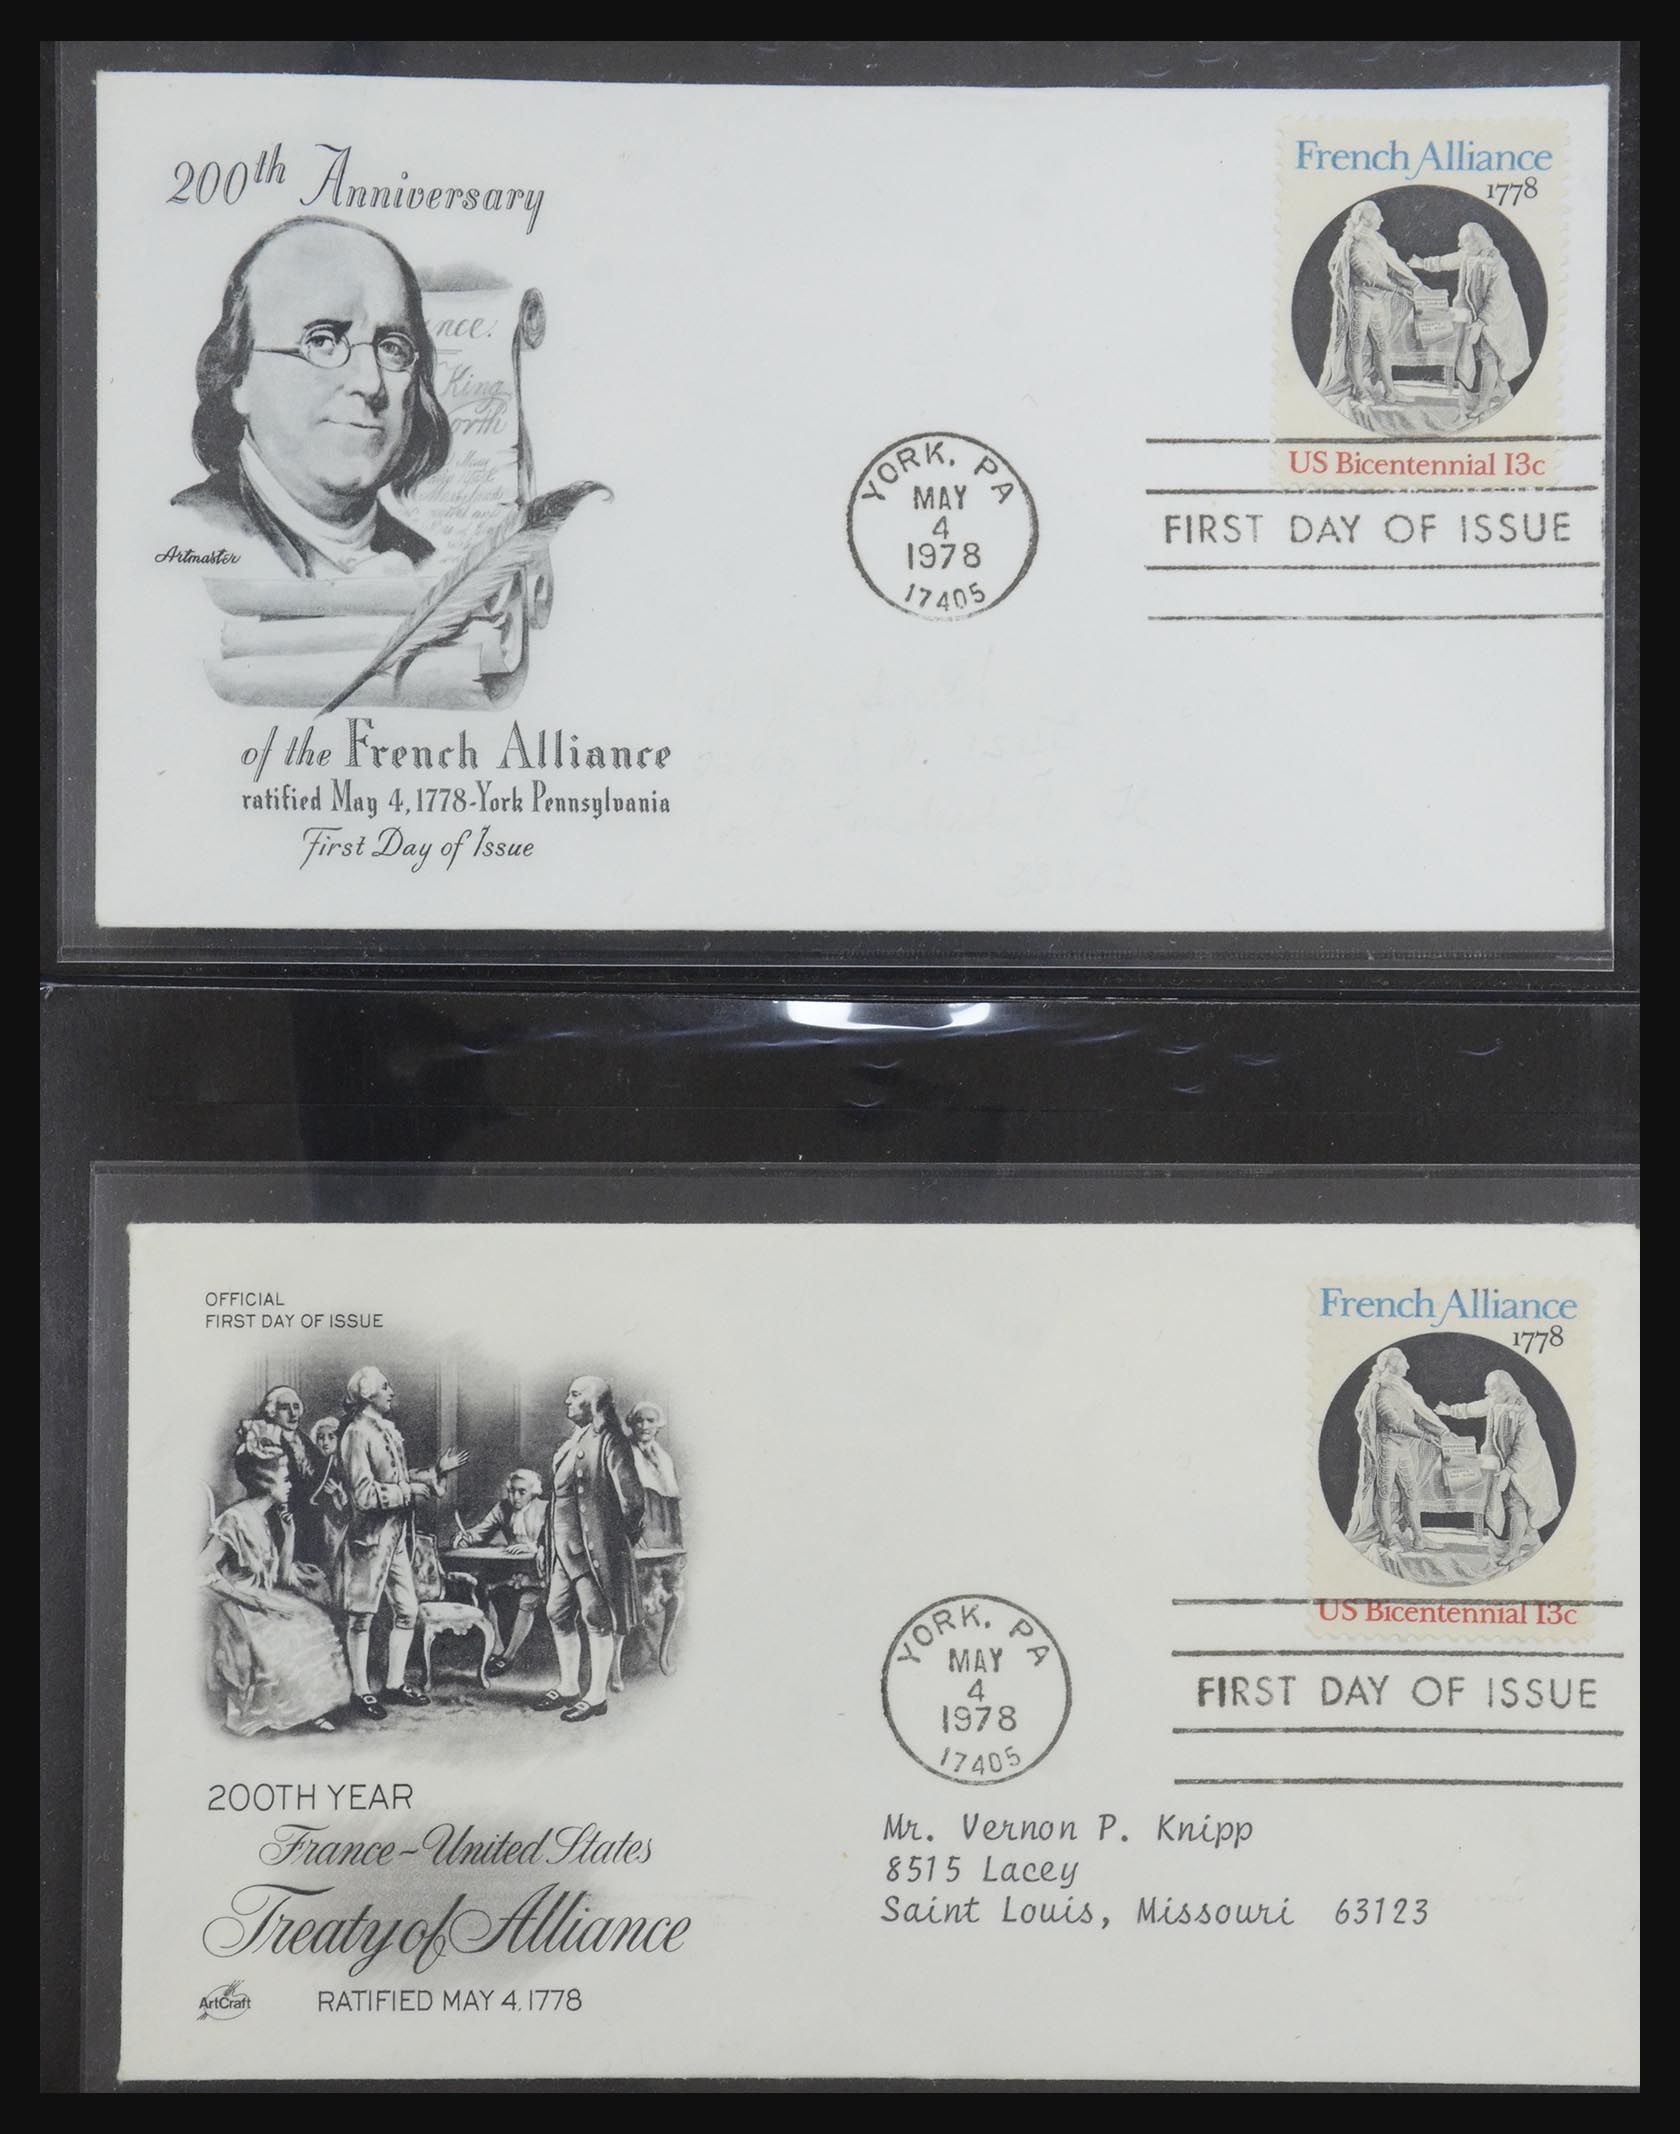 200th Anniversary
nce.
King
orth
Artmaster
of the French Alliance
ratified May 4, 1778-York Pennsylvania
First Day of Issue
YORK, PA
MAY
4
1978
17405
French Alliance
1778
US Bicentennial 13c
FIRST DAY OF ISSUE
OFFICIAL
FIRST DAY OF ISSUE
200TH YEAR
France-United States
Treaty of Alliance
ArtCraft
RATIFIED MAY 4, 1778
YORK, PA
MAY
4
1978
17405
French Alliance
1778
US Bicentennial 13c
FIRST DAY OF ISSUE
Mr. Vernon P. Knipp
8515 Lacey
Saint Louis, Missouri 63123